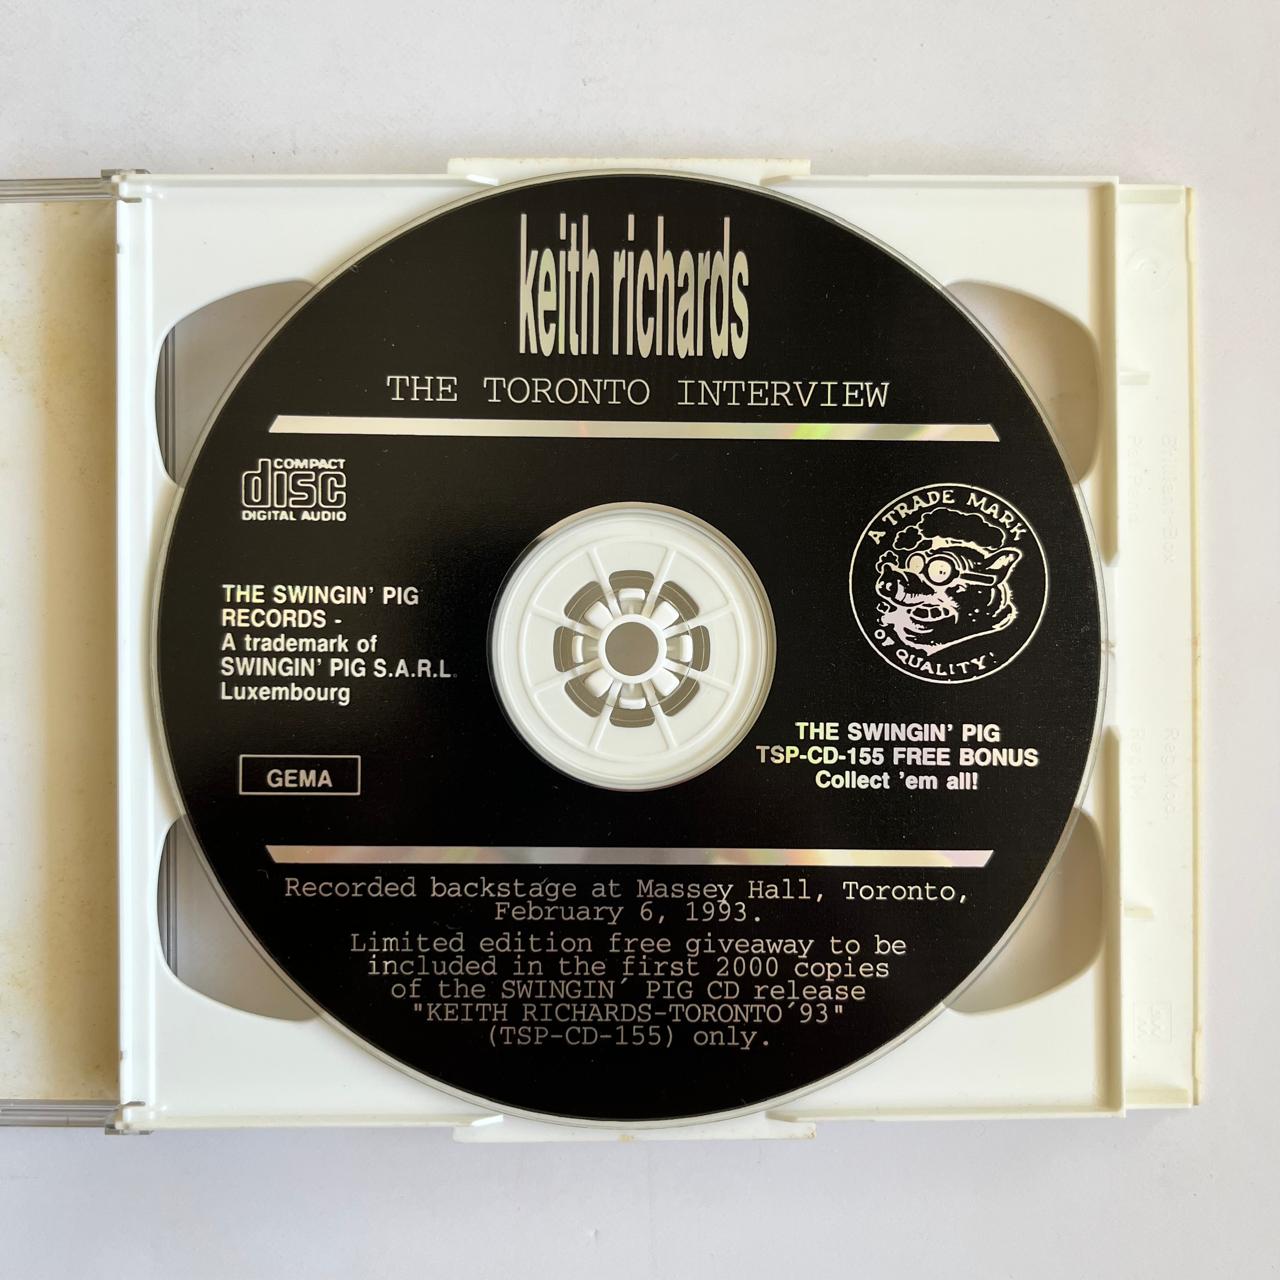 keith richards
THE TORONTO INTERVIEW
COMPACT
disc
DIGITAL AUDIO
A TRADE MARK
OF QUALITY!
THE SWINGIN' PIG
RECORDS -
A trademark of
SWINGIN' PIG S.A.R.L.
Luxembourg
THE SWINGIN' PIG
TSP-CD-155 FREE BONUS
Collect 'em all!
GEMA
Recorded backstage at Massey Hall, Toronto,
February 6, 1993.
Limited edition free giveaway to be
included in the first 2000 copies
of the SWINGIN´ PIG CD release
"KEITH RICHARDS-TORONTO´93"
(TSP-CD-155) only.